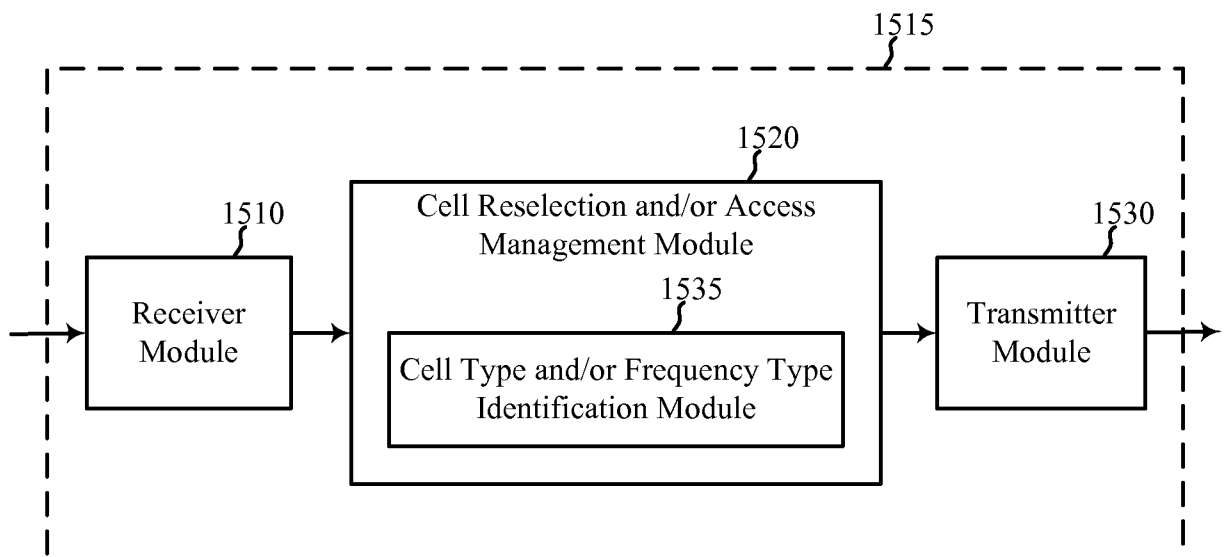 1515
1520
Cell Reselection and/or Access
Management Module
1510
Receiver
Module
1535
Cell Type and/or Frequency Type
Identification Module
1530
Transmitter
Module